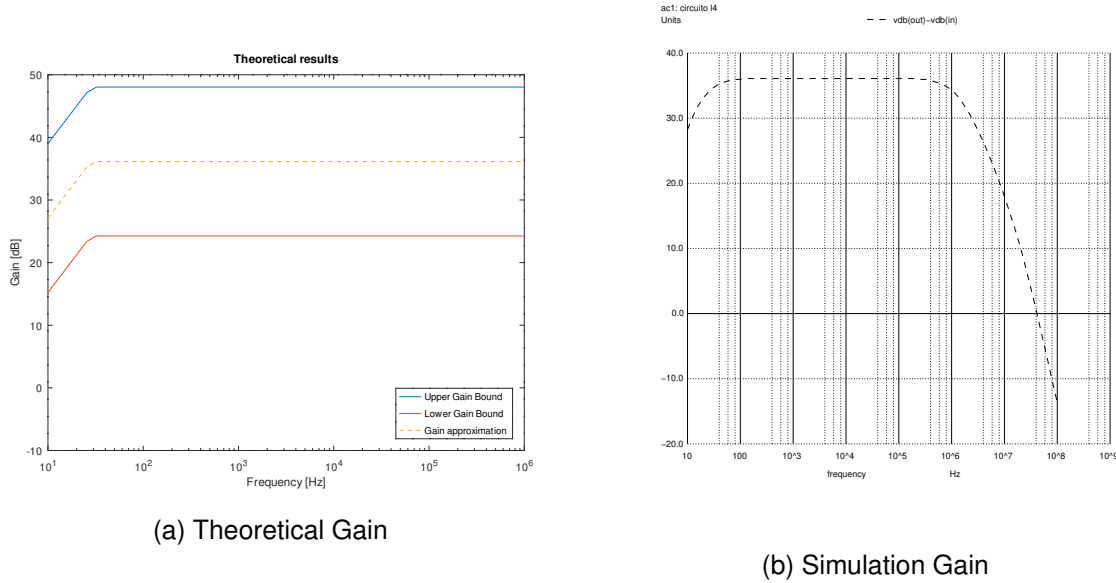 Theoretical results
50
40
30
20
10
0
-10
Gain [dB]
Upper Gain Bound
Lower Gain Bound
Gain approximation
10^1 10^2 10^3 10^4 10^5 10^6
Frequency [Hz]
(a) Theoretical Gain
ac1: circuito l4
Units
vdb(out)-vdb(in)
40.0
30.0
20.0
10.0
0.0
-10.0
-20.0
10 100 10^3 10^4 10^5 10^6 10^7 10^8 10^9
frequency Hz
(b) Simulation Gain